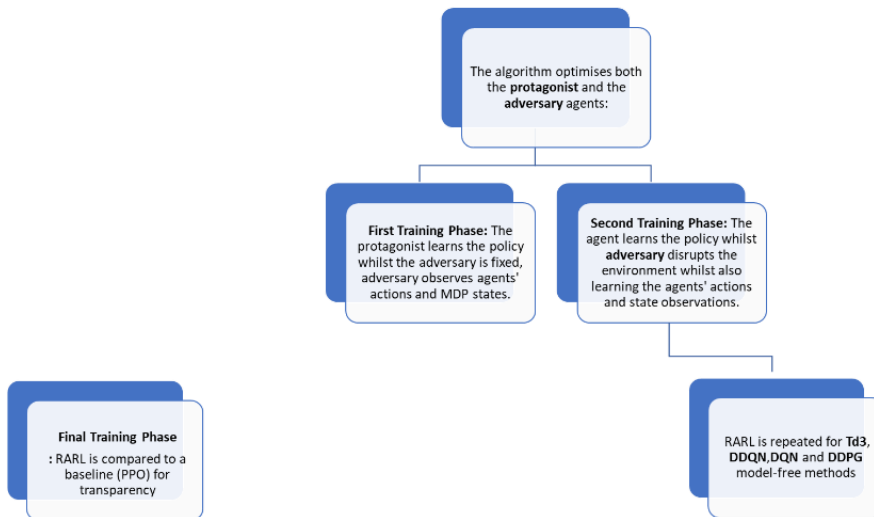 The algorithm optimises both
the protagonist and the
adversary agents:
First Training Phase: The
protagonist learns the policy
whilst the adversary is fixed,
adversary observes agents'
actions and MDP states.
Second Training Phase: The
agent learns the policy whilst
adversary disrupts the
environment whilst also
learning the agents' actions
and state observations.
Final Training Phase
: RARL is compared to a
baseline (PPO) for
transparency
RARL is repeated for Td3,
DDQN,DQN and DDPG
model-free methods